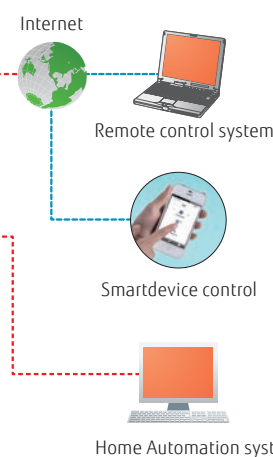 Internet
Remote control system
Smartdevice control
Home Automation syst